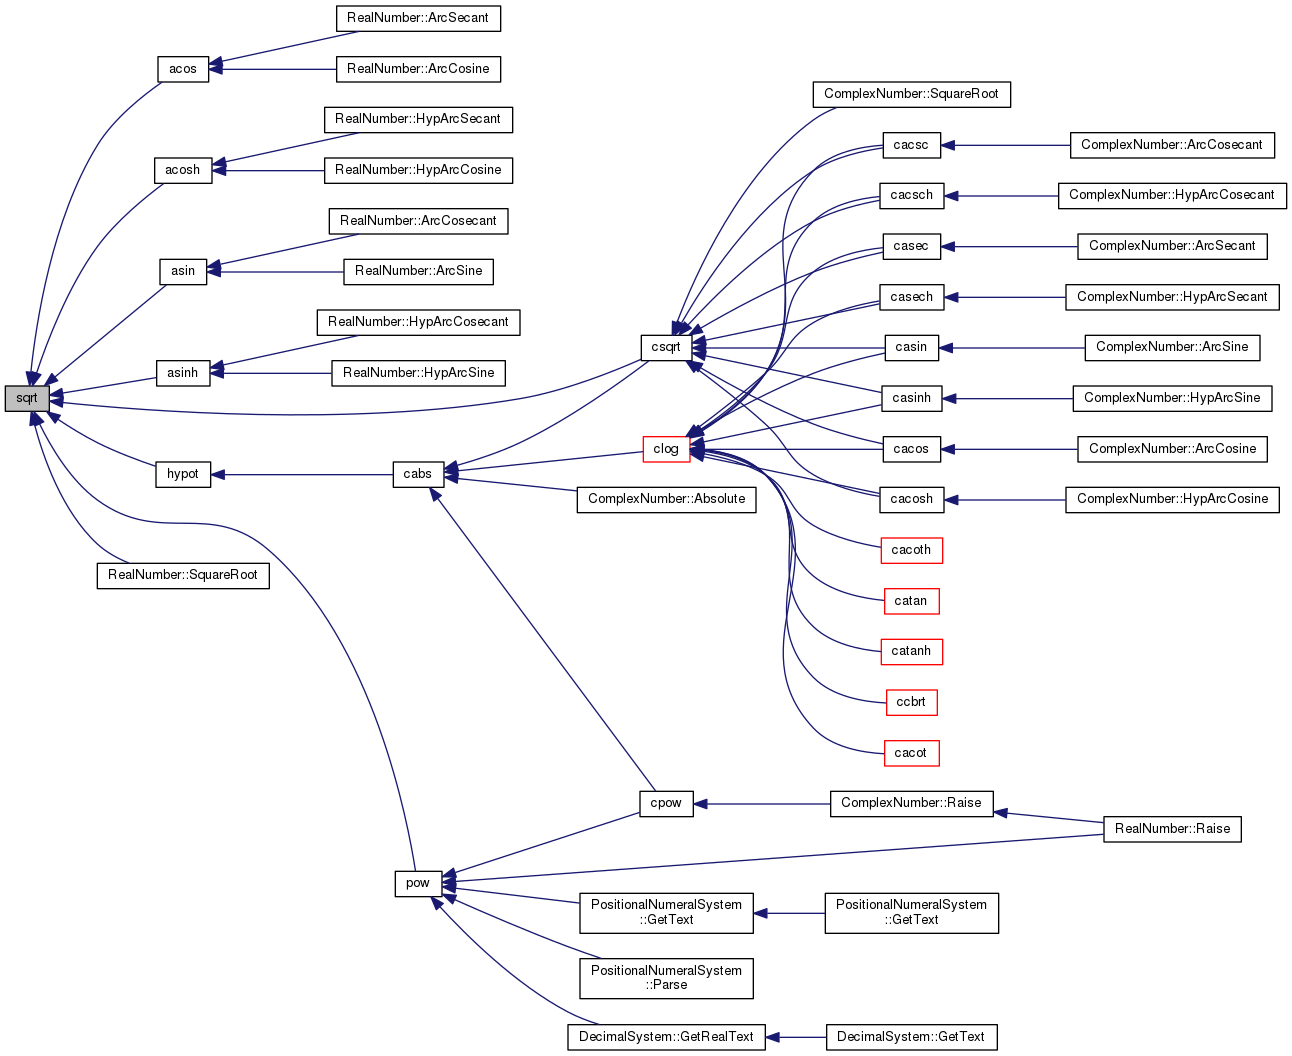 RealNumber::ArcSecant
acos
RealNumber::ArcCosine
RealNumber::HypArcSecant
acosh
RealNumber::HypArcCosine
RealNumber::ArcCosecant
asin
RealNumber::ArcSine
RealNumber::HypArcCosecant
asinh
RealNumber::HypArcSine
sqrt
hypot
cabs
RealNumber::SquareRoot
ComplexNumber::SquareRoot
cacsc
ComplexNumber::ArcCosecant
cacsch
ComplexNumber::HypArcCosecant
casec
ComplexNumber::ArcSecant
casech
ComplexNumber::HypArcSecant
csqrt
casin
ComplexNumber::ArcSine
casinh
ComplexNumber::HypArcSine
clog
cacos
ComplexNumber::ArcCosine
ComplexNumber::Absolute
cacosh
ComplexNumber::HypArcCosine
cacoth
catan
catanh
ccbrt
cacot
cpow
ComplexNumber::Raise
RealNumber::Raise
pow
PositionalNumeralSystem
::GetText
PositionalNumeralSystem
::GetText
PositionalNumeralSystem
::Parse
DecimalSystem::GetRealText
DecimalSystem::GetText